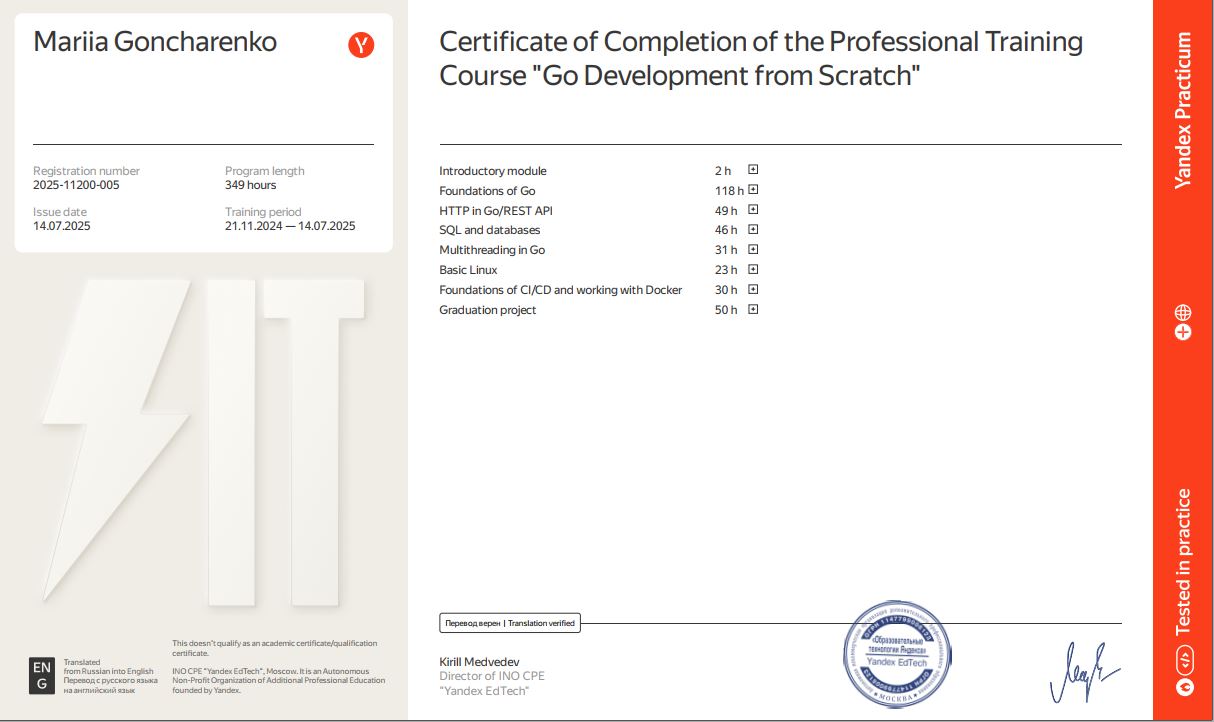 Mariia Goncharenko
Registration number
2025-11200-005
Program length
349 hours
Issue date
14.07.2025
Training period
21.11.2024 — 14.07.2025
IT
This doesn't qualify as an academic certificate/qualification
certificate.
EN
G
Translated
from Russian into English
Перевод с русского языка
на английский язык
INO CPE "Yandex EdTech", Moscow. It is an Autonomous
Non-Profit Organization of Additional Professional Education
founded by Yandex.
Certificate of Completion of the Professional Training
Course "Go Development from Scratch"
Introductory module 2 h
Foundations of Go 118 h
HTTP in Go/REST API 49 h
SQL and databases 46 h
Multithreading in Go 31 h
Basic Linux 23 h
Foundations of CI/CD and working with Docker 30 h
Graduation project 50 h
Перевод верен | Translation verified
Kirill Medvedev
Director of INO CPE
"Yandex EdTech"
«Образовательные
технологии Яндекса»
Yandex EdTech
МОСКВА
Yandex Practicum
Tested in practice